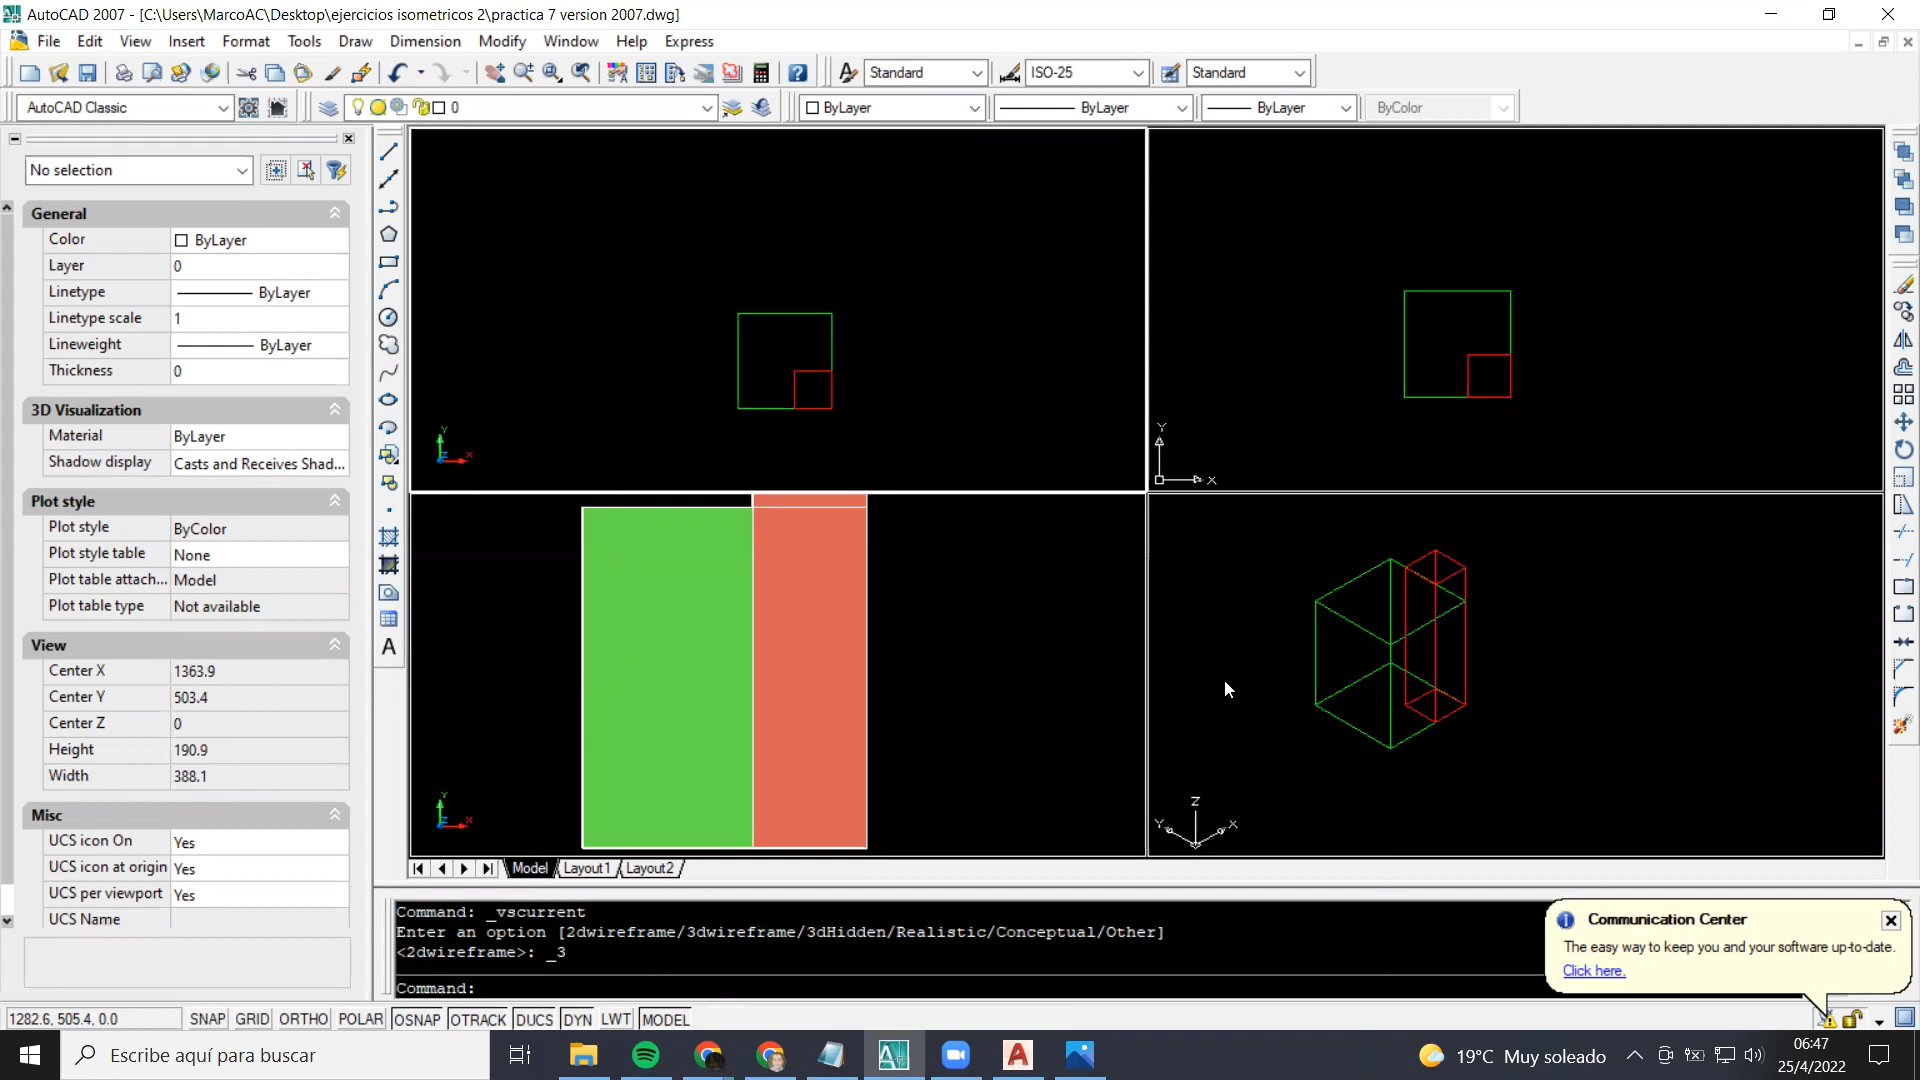 AutoCAD 2007 - [C:\Users\MarcoAC\Desktop\ejercicios isometricos 2\practica 7 version 2007.dwg]
File Edit View Insert Format Tools Draw Dimension Modify Window Help Express
Standard ISO-25 Standard
AutoCAD Classic 0 ByLayer ByLayer ByLayer ByColor
No selection
General
Color ByLayer
Layer 0
Linetype ByLayer
Linetype scale 1
Lineweight ByLayer
Thickness 0
3D Visualization
Material ByLayer
Shadow display Casts and Receives Shad...
Plot style
Plot style ByColor
Plot style table None
Plot table attach... Model
Plot table type Not available
View
Center X 1363.9
Center Y 503.4
Center Z 0
Height 190.9
Width 388.1
Misc
UCS icon On Yes
UCS icon at origin Yes
UCS per viewport Yes
UCS Name
A
Y
X
Y
X
Y
X
Z
Y
X
Model Layout1 Layout2
Command: _vscurrent
Enter an option [2dwireframe/3dwireframe/3dHidden/Realistic/Conceptual/Other]
<2dwireframe>: _3
Command:
Communication Center
The easy way to keep you and your software up-to-date.
Click here.
1282.6, 505.4, 0.0 SNAP GRID ORTHO POLAR OSNAP OTRACK DUCS DYN LWT MODEL
Escribe aquí para buscar
19°C Muy soleado
06:47
25/4/2022